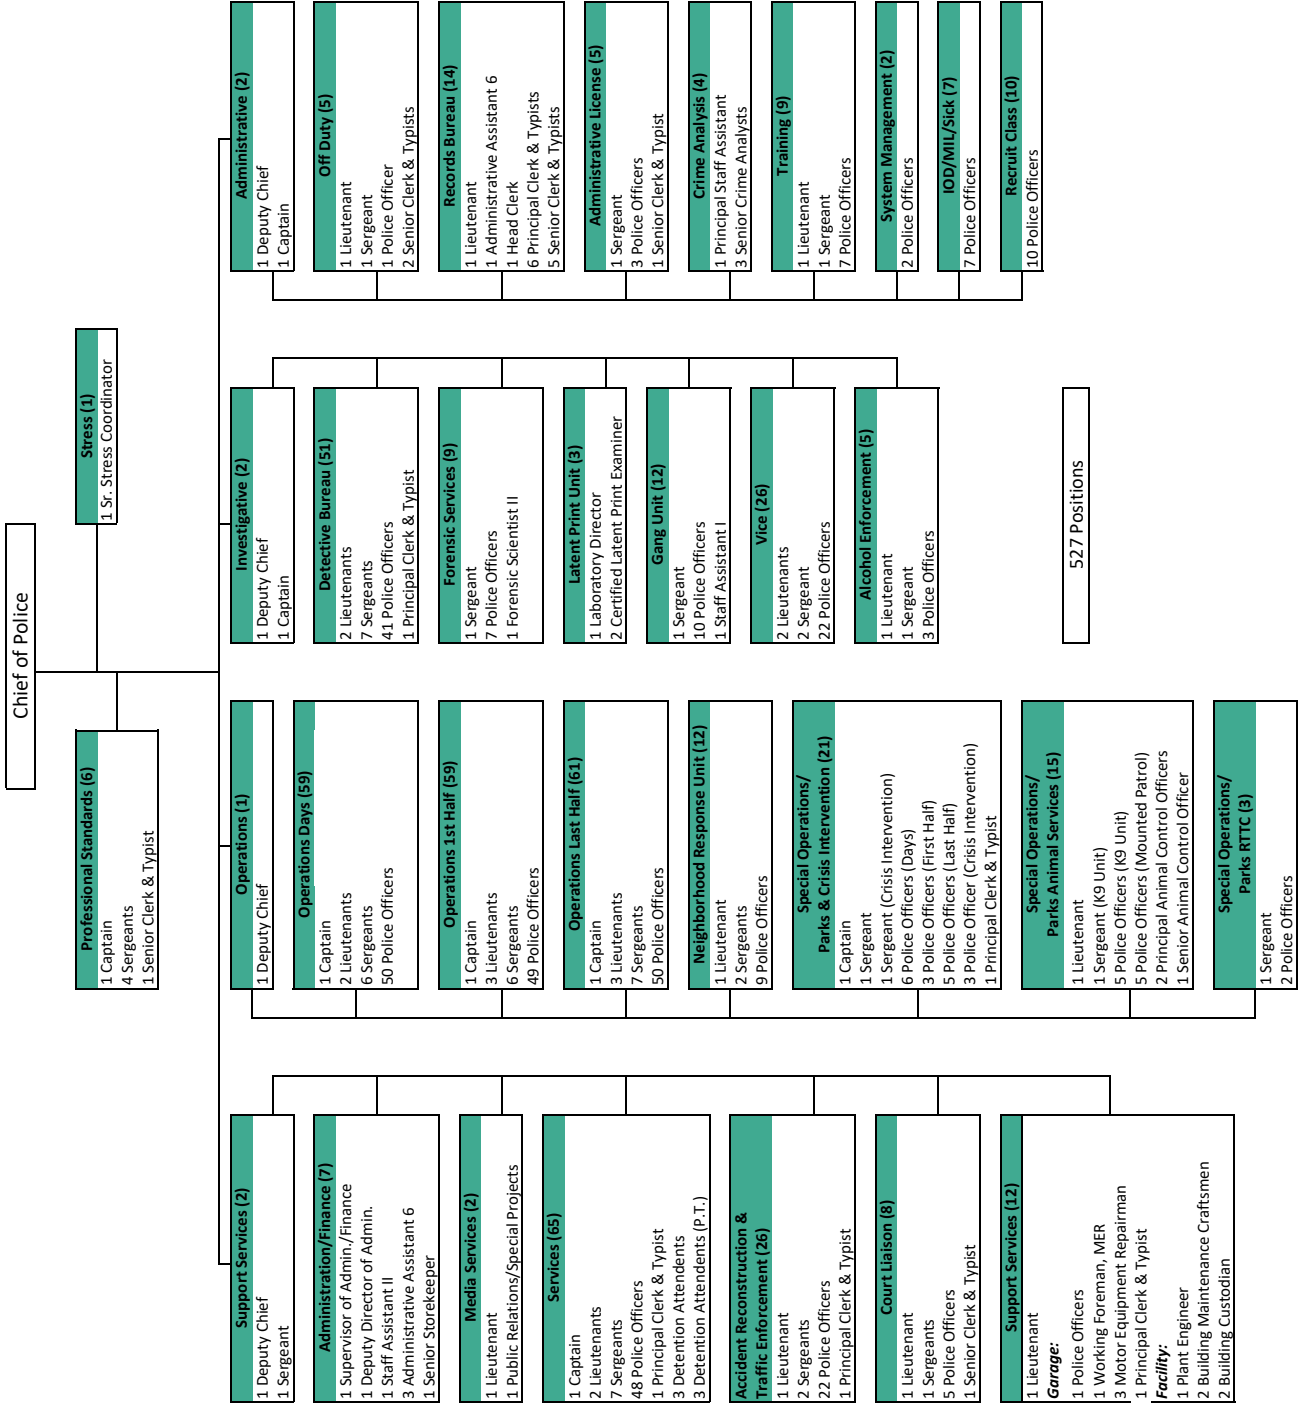 Chief of Police
Stress (1)
1 Sr. Stress Coordinator
Professional Standards (6)
1 Captain
4 Sergeants
1 Senior Clerk & Typist
Support Services (2)
1 Deputy Chief
1 Sergeant
Administration/Finance (7)
1 Supervisor of Admin./Finance
1 Deputy Director of Admin.
1 Staff Assistant II
3 Administrative Assistant 6
1 Senior Storekeeper
Media Services (2)
1 Lieutenant
1 Public Relations/Special Projects
Services (65)
1 Captain
2 Lieutenants
7 Sergeants
48 Police Officers
1 Principal Clerk & Typist
3 Detention Attendents
3 Detention Attendents (P.T.)
Accident Reconstruction &
Traffic Enforcement (26)
1 Lieutenant
2 Sergeants
22 Police Officers
1 Principal Clerk & Typist
Court Liaison (8)
1 Lieutenant
1 Sergeants
5 Police Officers
1 Senior Clerk & Typist
Support Services (12)
1 Lieutenant
Garage:
1 Police Officers
1 Working Foreman, MER
3 Motor Equipment Repairman
1 Principal Clerk & Typist
Facility:
1 Plant Engineer
2 Building Maintenance Craftsmen
2 Building Custodian
Operations (1)
1 Deputy Chief
Operations Days (59)
1 Captain
2 Lieutenants
6 Sergeants
50 Police Officers
Operations 1st Half (59)
1 Captain
3 Lieutenants
6 Sergeants
49 Police Officers
Operations Last Half (61)
1 Captain
3 Lieutenants
7 Sergeants
50 Police Officers
Neighborhood Response Unit (12)
1 Lieutenant
2 Sergeants
9 Police Officers
Special Operations/
Parks & Crisis Intervention (21)
1 Captain
1 Sergeant
1 Sergeant (Crisis Intervention)
6 Police Officers (Days)
3 Police Officers (First Half)
5 Police Officers (Last Half)
3 Police Officer (Crisis Intervention)
1 Principal Clerk & Typist
Special Operations/
Parks Animal Services (15)
1 Lieutenant
1 Sergeant (K9 Unit)
5 Police Officers (K9 Unit)
5 Police Officers (Mounted Patrol)
2 Principal Animal Control Officers
1 Senior Animal Control Officer
Special Operations/
Parks RTTC (3)
1 Sergeant
2 Police Officers
Investigative (2)
1 Deputy Chief
1 Captain
Detective Bureau (51)
2 Lieutenants
7 Sergeants
41 Police Officers
1 Principal Clerk & Typist
Forensic Services (9)
1 Sergeant
7 Police Officers
1 Forensic Scientist II
Latent Print Unit (3)
1 Laboratory Director
2 Certified Latent Print Examiner
Gang Unit (12)
1 Sergeant
10 Police Officers
1 Staff Assistant I
Vice (26)
2 Lieutenants
2 Sergeant
22 Police Officers
Alcohol Enforcement (5)
1 Lieutenant
1 Sergeant
3 Police Officers
527 Positions
Administrative (2)
1 Deputy Chief
1 Captain
Off Duty (5)
1 Lieutenant
1 Sergeant
1 Police Officer
2 Senior Clerk & Typists
Records Bureau (14)
1 Lieutenant
1 Administrative Assistant 6
1 Head Clerk
6 Principal Clerk & Typists
5 Senior Clerk & Typists
Administrative License (5)
1 Sergeant
3 Police Officers
1 Senior Clerk & Typist
Crime Analysis (4)
1 Principal Staff Assistant
3 Senior Crime Analysts
Training (9)
1 Lieutenant
1 Sergeant
7 Police Officers
System Management (2)
2 Police Officers
IOD/MIL/Sick (7)
7 Police Officers
Recruit Class (10)
10 Police Officers